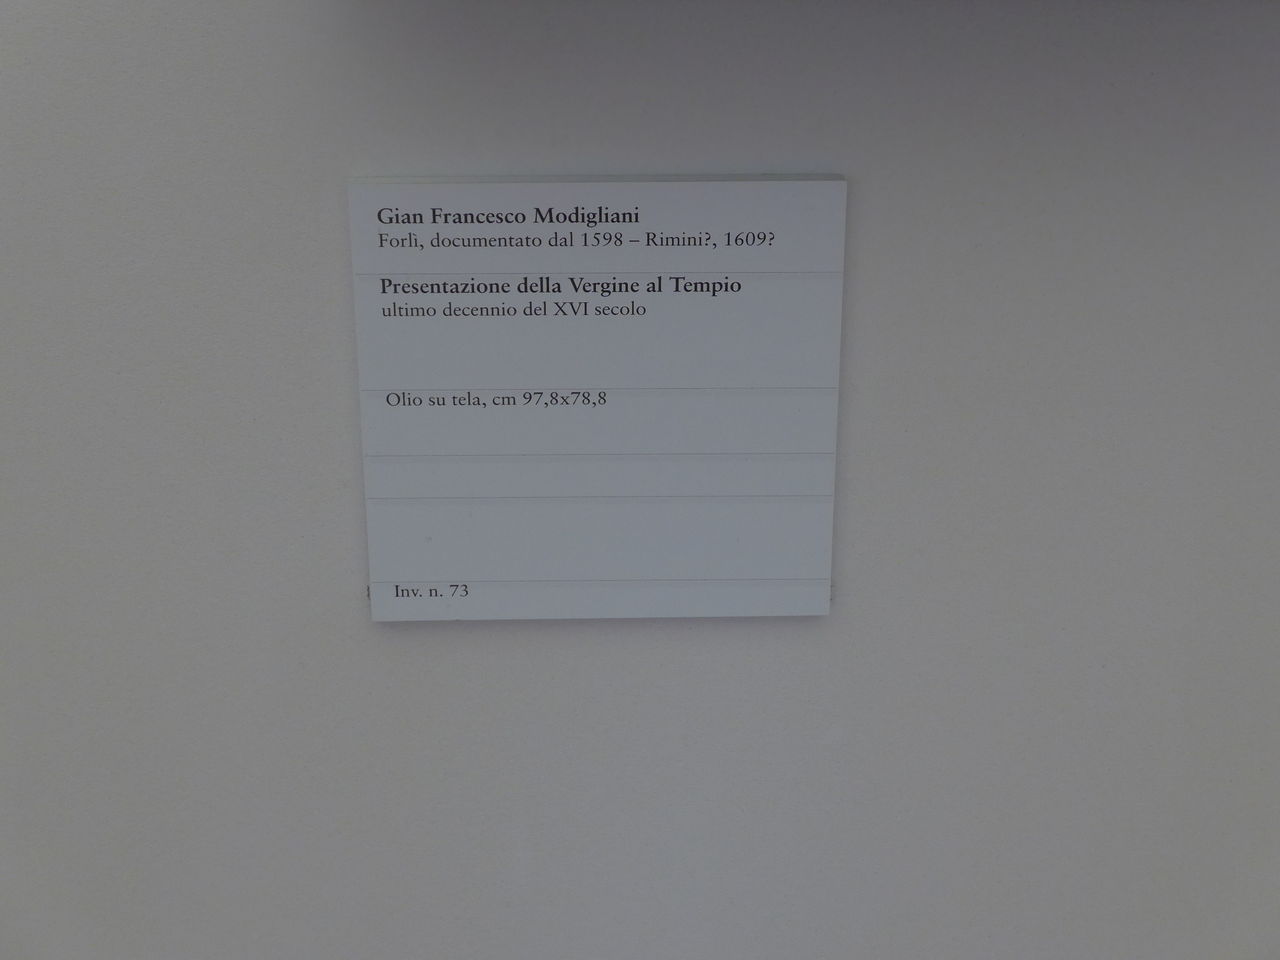 Gian Francesco Modigliani
Forlì, documentato dal 1598 – Rimini?, 1609?
Presentazione della Vergine al Tempio
ultimo decennio del XVI secolo
Olio su tela, cm 97,8x78,8
Inv. n. 73